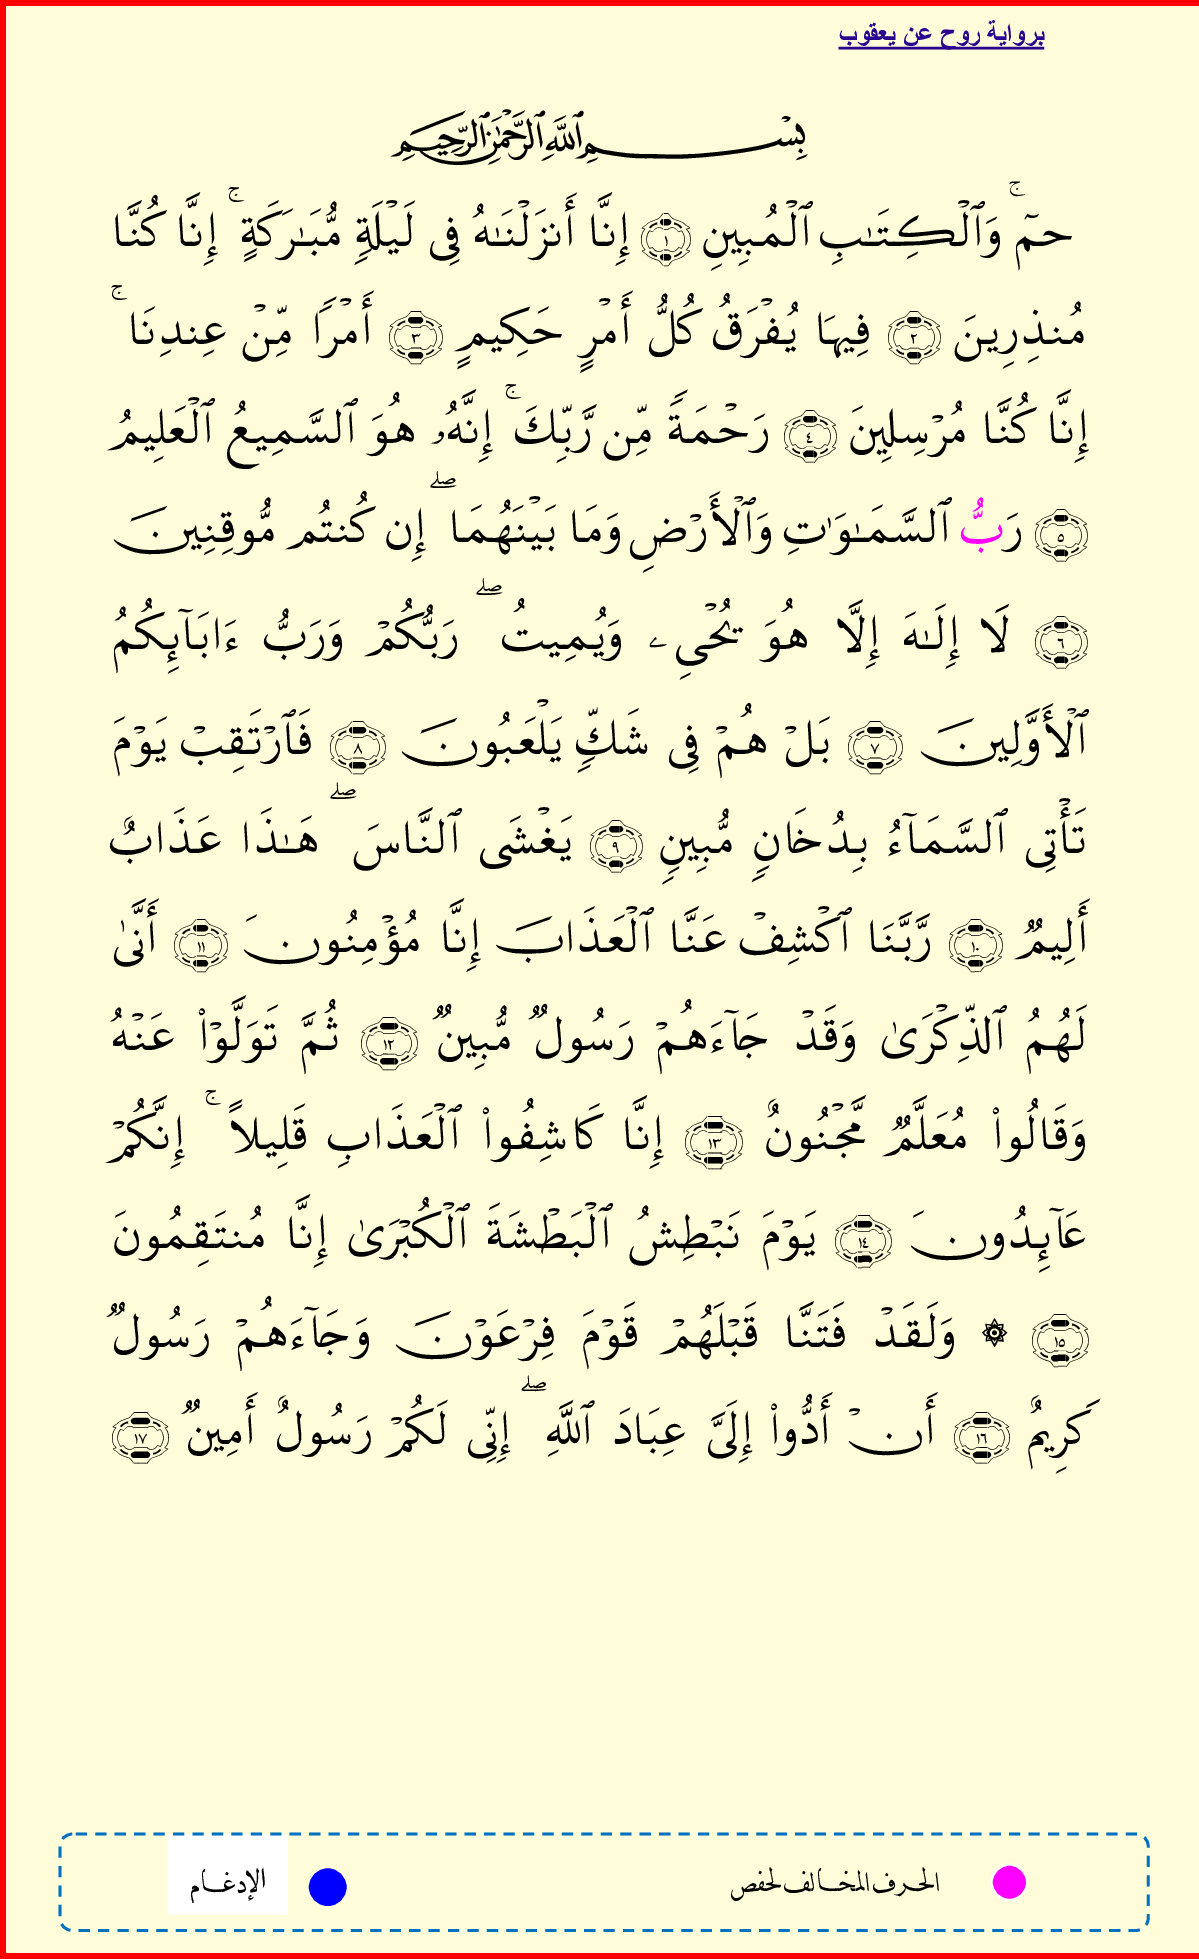 برواية روح عن يعقوب
بِسْمِ ٱللَّهِ ٱلرَّحْمَٰنِ ٱلرَّحِيمِ
حمٓ ۚ وَٱلْكِتَـٰبِ ٱلْمُبِينِ ١ إِنَّا أَنزَلْنَـٰهُ فِى لَيْلَةٍ مُّبَـٰرَكَةٍ ۚ إِنَّا كُنَّا
مُنذِرِينَ ٢ فِيهَا يُفْرَقُ كُلُّ أَمْرٍ حَكِيمٍ ٣ أَمْرًا مِّنْ عِندِنَا ۚ
إِنَّا كُنَّا مُرْسِلِينَ ٤ رَحْمَةً مِّن رَّبِّكَ ۚ إِنَّهُۥ هُوَ ٱلسَّمِيعُ ٱلْعَلِيمُ
٥ رَبُّ ٱلسَّمَـٰوَٰتِ وَٱلْأَرْضِ وَمَا بَيْنَهُمَا ۖ إِن كُنتُم مُّوقِنِينَ
٦ لَا إِلَـٰهَ إِلَّا هُوَ يُحْىِۦ وَيُمِيتُ ۖ رَبُّكُمْ وَرَبُّ ءَابَآئِكُمُ
ٱلْأَوَّلِينَ ٧ بَلْ هُمْ فِى شَكٍّ يَلْعَبُونَ ٨ فَٱرْتَقِبْ يَوْمَ
تَأْتِى ٱلسَّمَآءُ بِدُخَانٍ مُّبِينٍ ٩ يَغْشَى ٱلنَّاسَ ۖ هَـٰذَا عَذَابٌ
أَلِيمٌ ١٠ رَّبَّنَا ٱكْشِفْ عَنَّا ٱلْعَذَابَ إِنَّا مُؤْمِنُونَ ١١ أَنَّىٰ
لَهُمُ ٱلذِّكْرَىٰ وَقَدْ جَآءَهُمْ رَسُولٌ مُّبِينٌ ١٢ ثُمَّ تَوَلَّوْا۟ عَنْهُ
وَقَالُوا۟ مُعَلَّمٌ مَّجْنُونٌ ١٣ إِنَّا كَاشِفُوا۟ ٱلْعَذَابِ قَلِيلًا ۚ إِنَّكُمْ
عَآئِدُونَ ١٤ يَوْمَ نَبْطِشُ ٱلْبَطْشَةَ ٱلْكُبْرَىٰ إِنَّا مُنتَقِمُونَ
١٥ ۞ وَلَقَدْ فَتَنَّا قَبْلَهُمْ قَوْمَ فِرْعَوْنَ وَجَآءَهُمْ رَسُولٌ
كَرِيمٌ ١٦ أَنْ أَدُّوا۟ إِلَىَّ عِبَادَ ٱللَّهِ ۖ إِنِّى لَكُمْ رَسُولٌ أَمِينٌ ١٧
الحرف المخالف لحفص
الإدغام